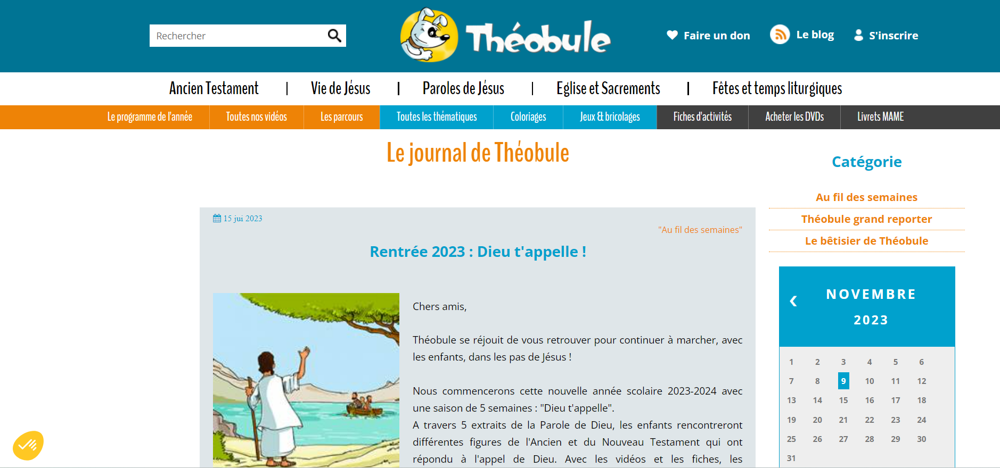 Rechercher
Théobule
Faire un don
Le blog
S'inscrire
Ancien Testament
Vie de Jésus
Paroles de Jésus
Eglise et Sacrements
Fêtes et temps liturgiques
Le programme de l'année
Toutes nos vidéos
Les parcours
Toutes les thématiques
Coloriages
Jeux & bricolages
Fiches d'activités
Acheter les DVDs
Livrets MAME
Le journal de Théobule
15 jui 2023
"Au fil des semaines"
Rentrée 2023 : Dieu t'appelle !
Chers amis,
Théobule se réjouit de vous retrouver pour continuer à marcher, avec
les enfants, dans les pas de Jésus !
Nous commencerons cette nouvelle année scolaire 2023-2024 avec
une saison de 5 semaines : "Dieu t'appelle".
A travers 5 extraits de la Parole de Dieu, les enfants rencontreront
différentes figures de l'Ancien et du Nouveau Testament qui ont
répondu à l'appel de Dieu. Avec les vidéos et les fiches, les
Catégorie
Au fil des semaines
Théobule grand reporter
Le bêtisier de Théobule
NOVEMBRE
2023
1 2 3 4 5 6
7 8 9 10 11 12
13 14 15 16 17 18
19 20 21 22 23 24
25 26 27 28 29 30
31